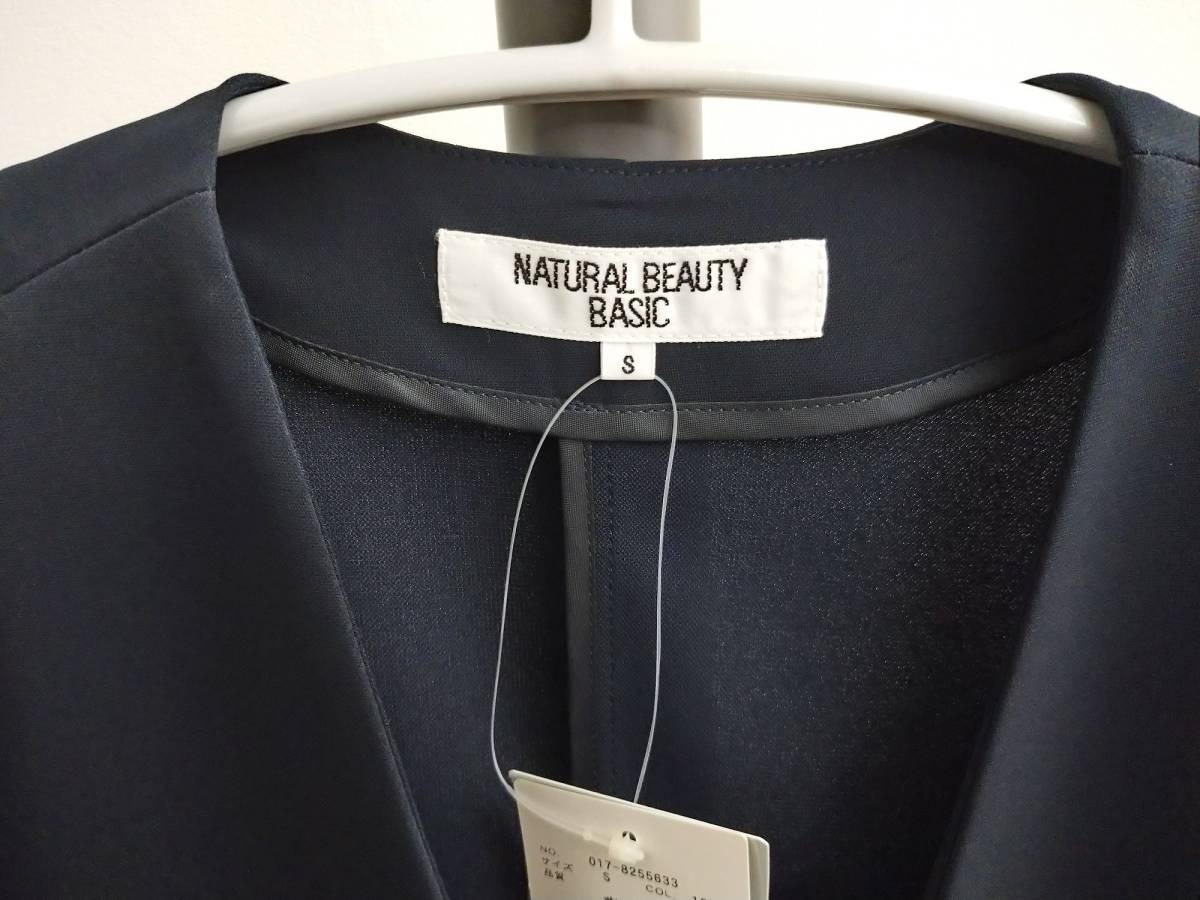 NATURAL BEAUTY
BASIC
S
NO. 017-8255633
サイズ S COL.
品質